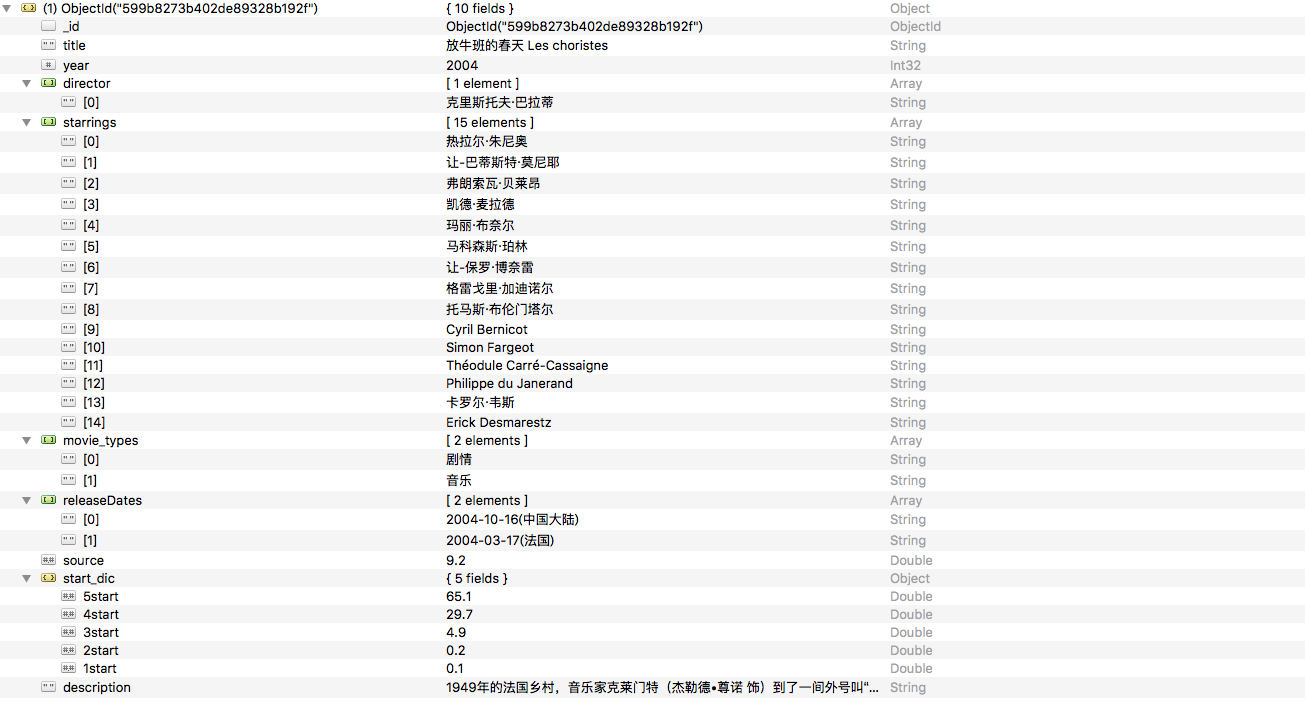 (1) ObjectId("599b8273b402de89328b192f") { 10 fields } Object
_id ObjectId("599b8273b402de89328b192f") ObjectId
"" title 放牛班的春天 Les choristes String
# year 2004 Int32
director [ 1 element ] Array
"" [0] 克里斯托夫·巴拉蒂 String
starrings [ 15 elements ] Array
"" [0] 热拉尔·朱尼奥 String
"" [1] 让-巴蒂斯特·莫尼耶 String
"" [2] 弗朗索瓦·贝莱昂 String
"" [3] 凯德·麦拉德 String
"" [4] 玛丽·布奈尔 String
"" [5] 马科森斯·珀林 String
"" [6] 让-保罗·博奈雷 String
"" [7] 格雷戈里·加迪诺尔 String
"" [8] 托马斯·布伦门塔尔 String
"" [9] Cyril Bernicot String
"" [10] Simon Fargeot String
"" [11] Théodule Carré-Cassaigne String
"" [12] Philippe du Janerand String
"" [13] 卡罗尔·韦斯 String
"" [14] Erick Desmarestz String
movie_types [ 2 elements ] Array
"" [0] 剧情 String
"" [1] 音乐 String
releaseDates [ 2 elements ] Array
"" [0] 2004-10-16(中国大陆) String
"" [1] 2004-03-17(法国) String
#.# source 9.2 Double
start_dic { 5 fields } Object
#.# 5start 65.1 Double
#.# 4start 29.7 Double
#.# 3start 4.9 Double
#.# 2start 0.2 Double
#.# 1start 0.1 Double
"" description 1949年的法国乡村，音乐家克莱门特（杰勒德•尊诺 饰）到了一间外号叫“... String